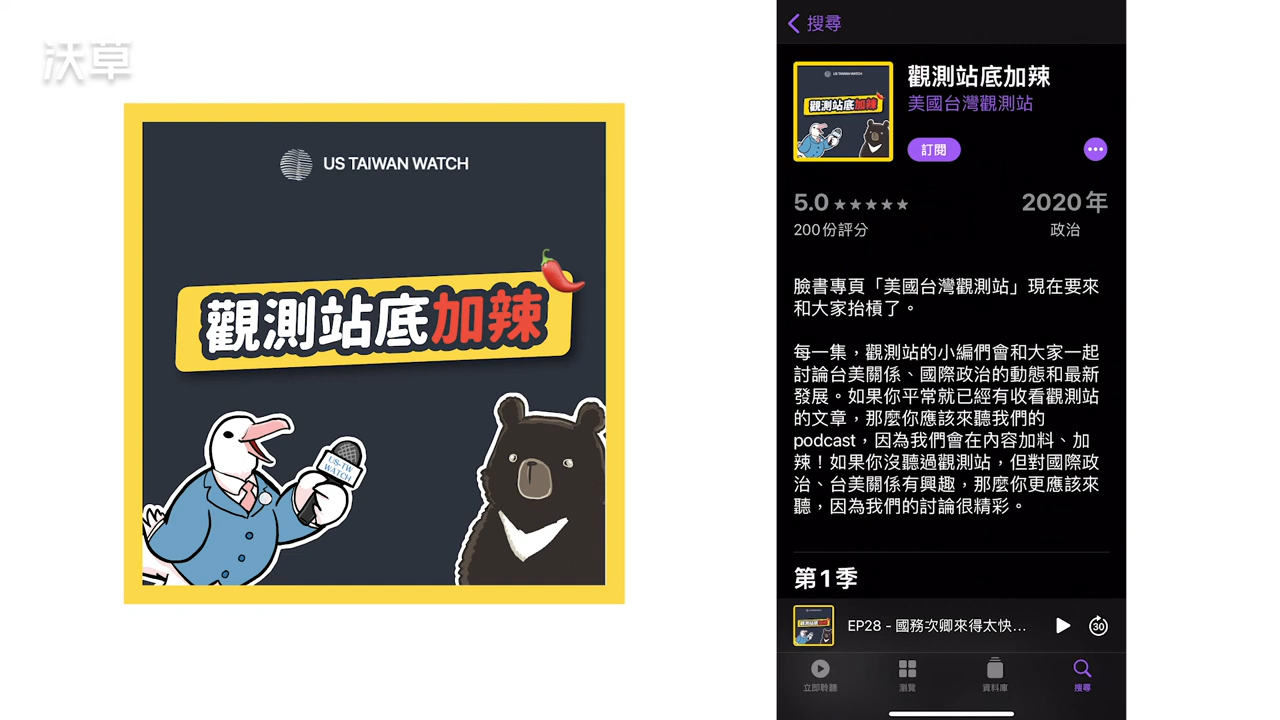 沃草
US TAIWAN WATCH
觀測站底加辣
US-TW
WATCH
搜尋
US TAIWAN WATCH
觀測站底加辣
觀測站底加辣
美國台灣觀測站
訂閱
5.0 ★★★★★
2020年
200份評分
政治
臉書專頁「美國台灣觀測站」現在要來
和大家抬槓了。
每一集，觀測站的小編們會和大家一起
討論台美關係、國際政治的動態和最新
發展。如果你平常就已經有收看觀測站
的文章，那麼你應該來聽我們的
podcast，因為我們會在內容加料、加
辣！如果你沒聽過觀測站，但對國際政
治、台美關係有興趣，那麼你更應該來
聽，因為我們的討論很精彩。
第1季
觀測站底加辣
EP28 - 國務次卿來得太快...
30
立即聆聽
瀏覽
資料庫
搜尋